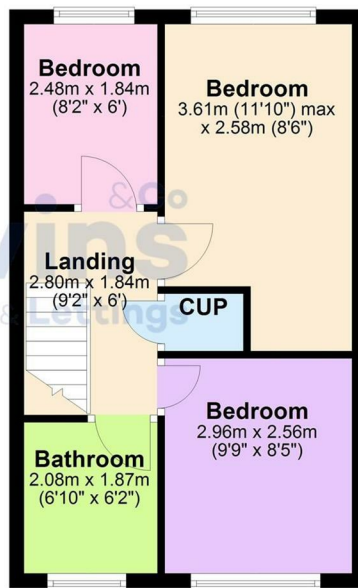 Bedroom
2.48m x 1.84m
(8'2" x 6')
Bedroom
3.61m (11'10") max
x 2.58m (8'6")
& Co
Landing
2.80m x 1.84m
(9'2" x 6')
& Lettings
CUP
Bedroom
2.96m x 2.56m
(9'9" x 8'5")
Bathroom
2.08m x 1.87m
(6'10" x 6'2")